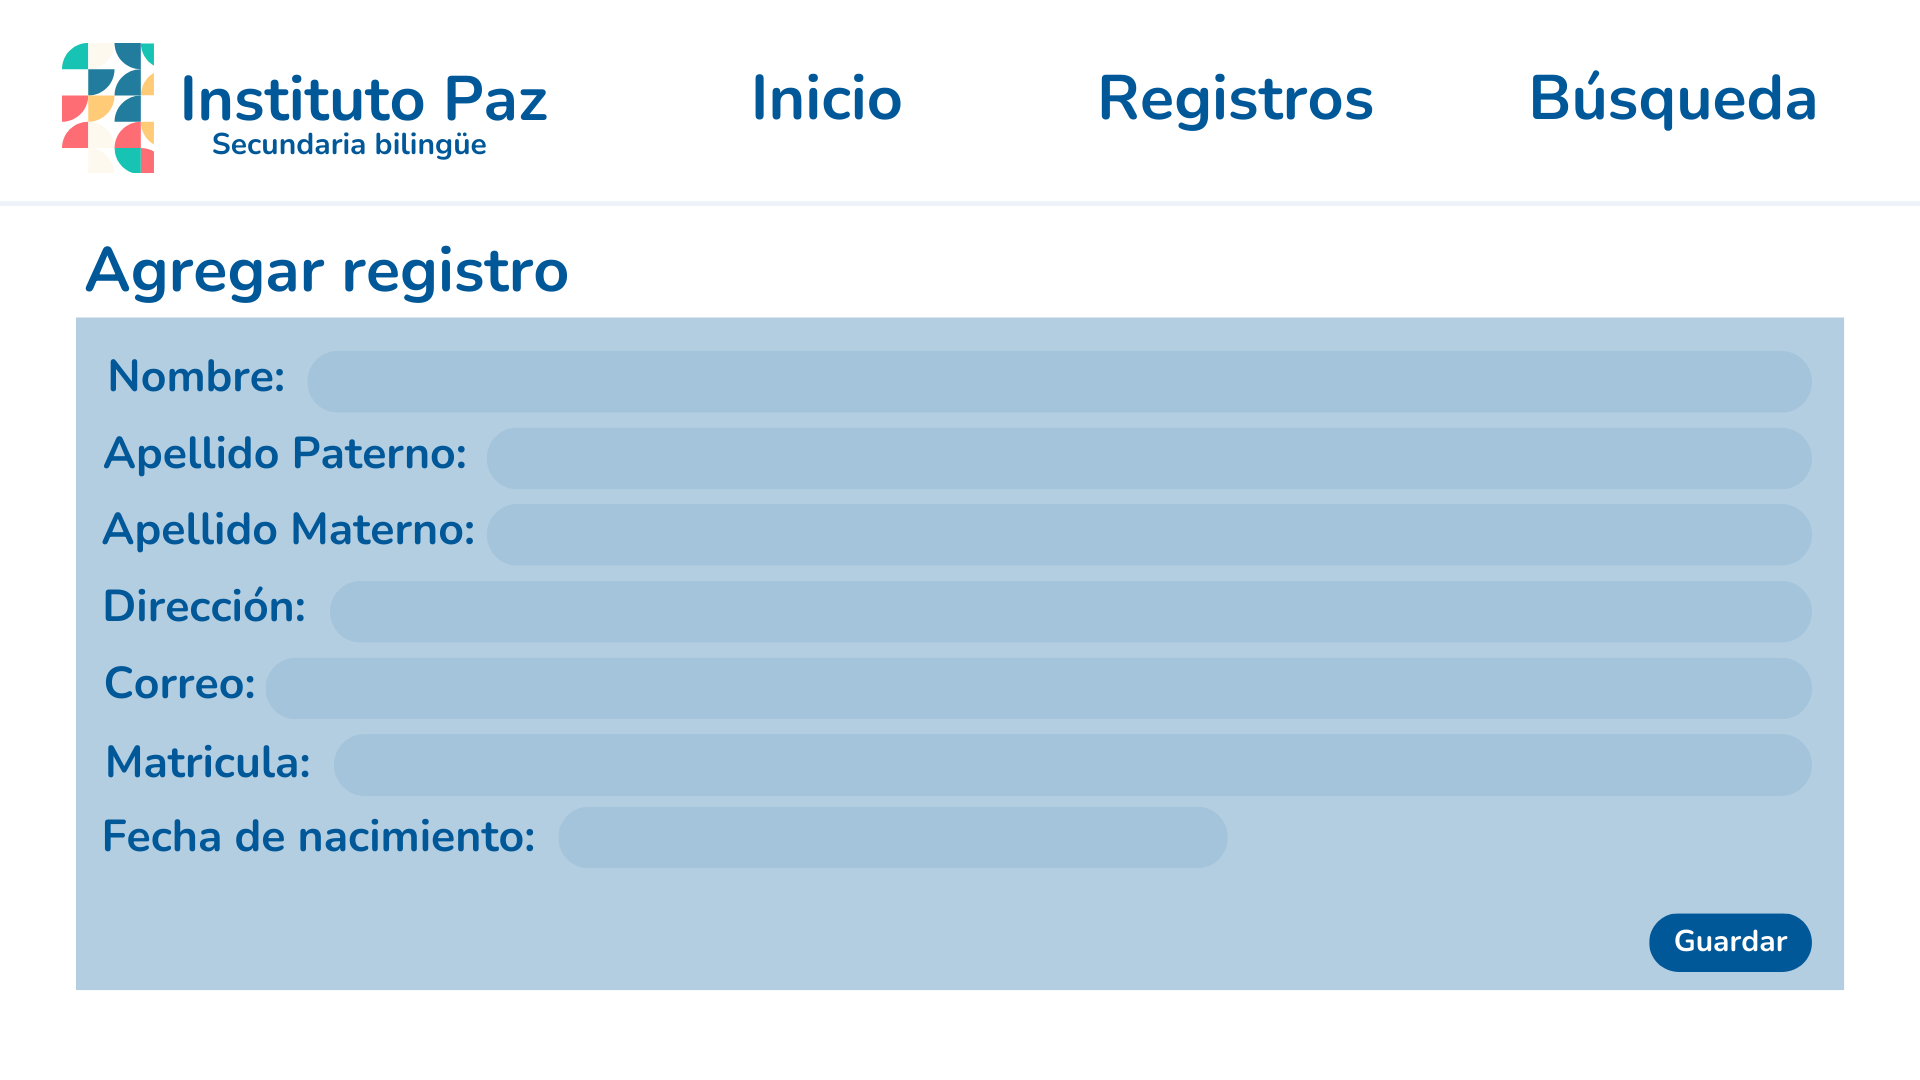 Instituto Paz
Secundaria bilingüe
Inicio
Registros
Búsqueda
Agregar registro
Nombre:
Apellido Paterno:
Apellido Materno:
Dirección:
Correo:
Matricula:
Fecha de nacimiento:
Guardar